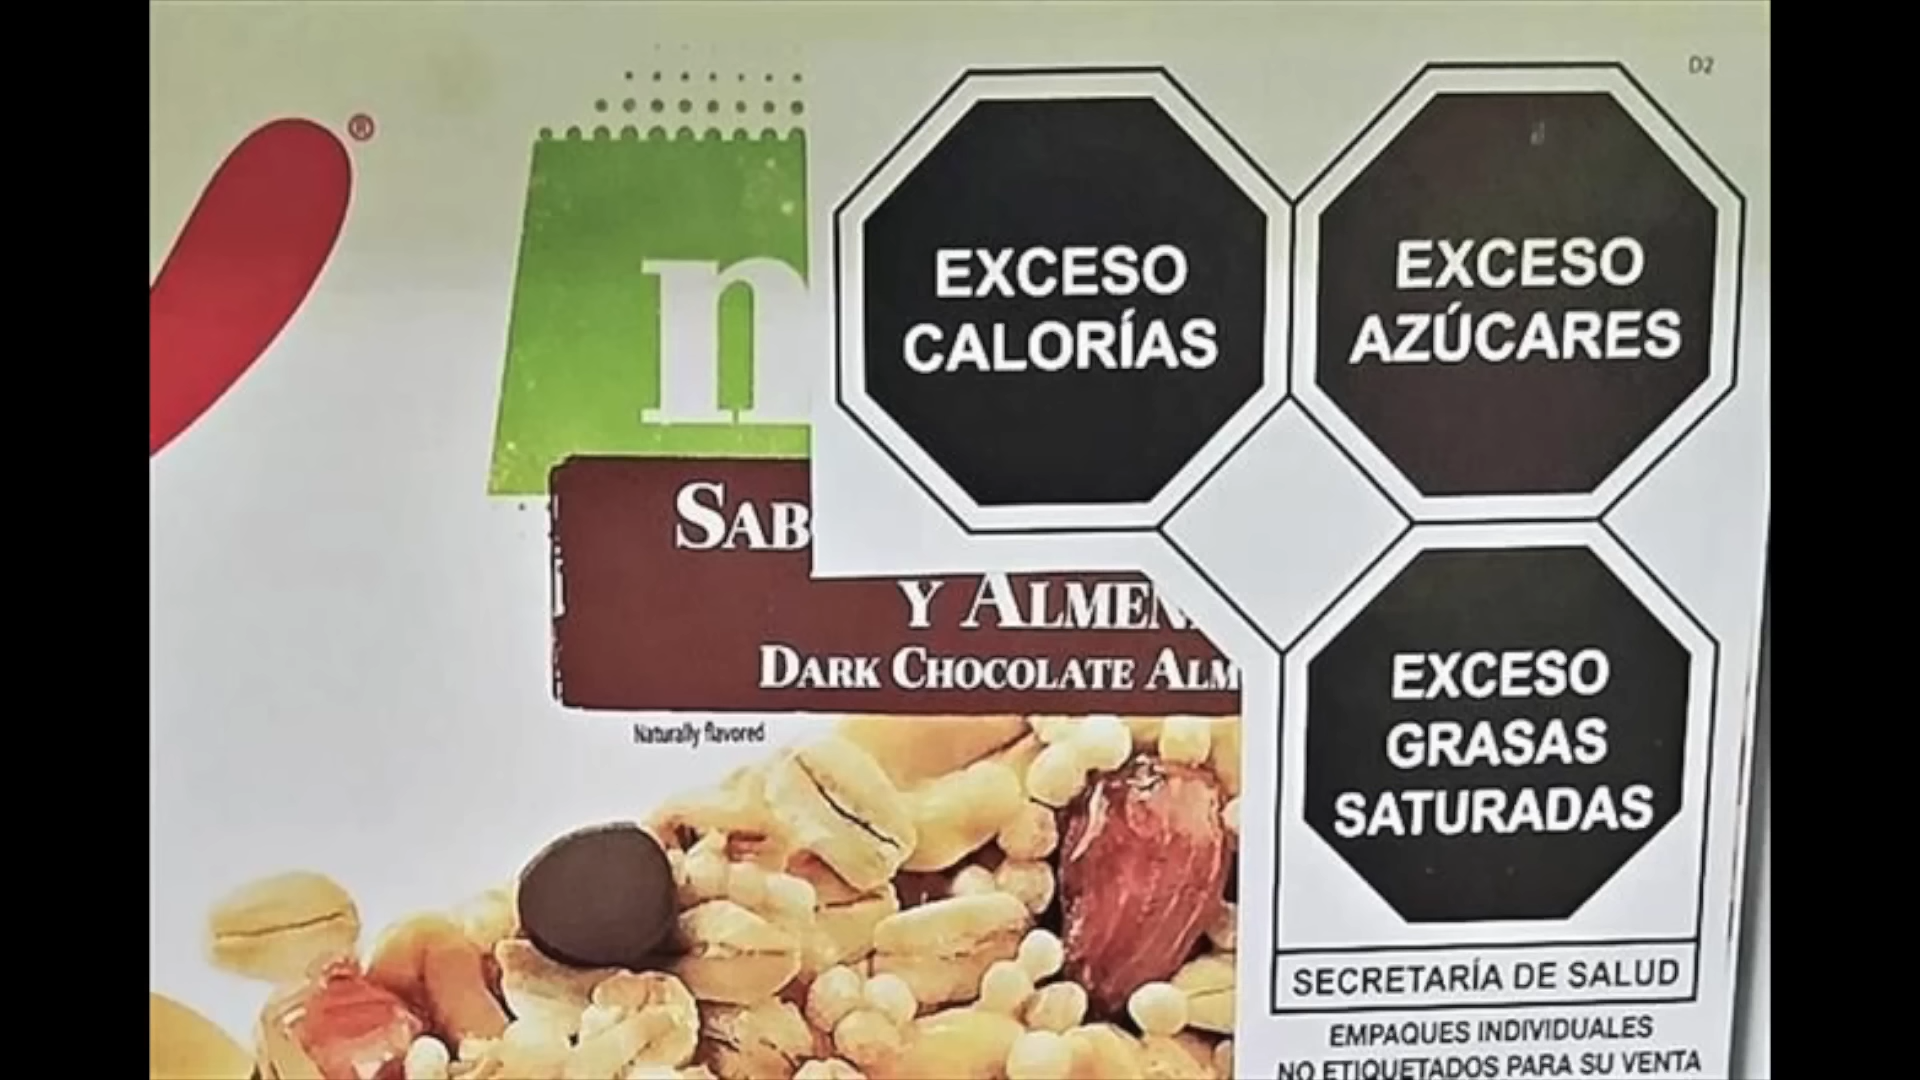 ®
D2
n
EXCESO
CALORÍAS
EXCESO
AZÚCARES
SAB
Y ALMEN
DARK CHOCOLATE ALM
Naturally flavored
EXCESO
GRASAS
SATURADAS
SECRETARÍA DE SALUD
EMPAQUES INDIVIDUALES
NO ETIQUETADOS PARA SU VENTA